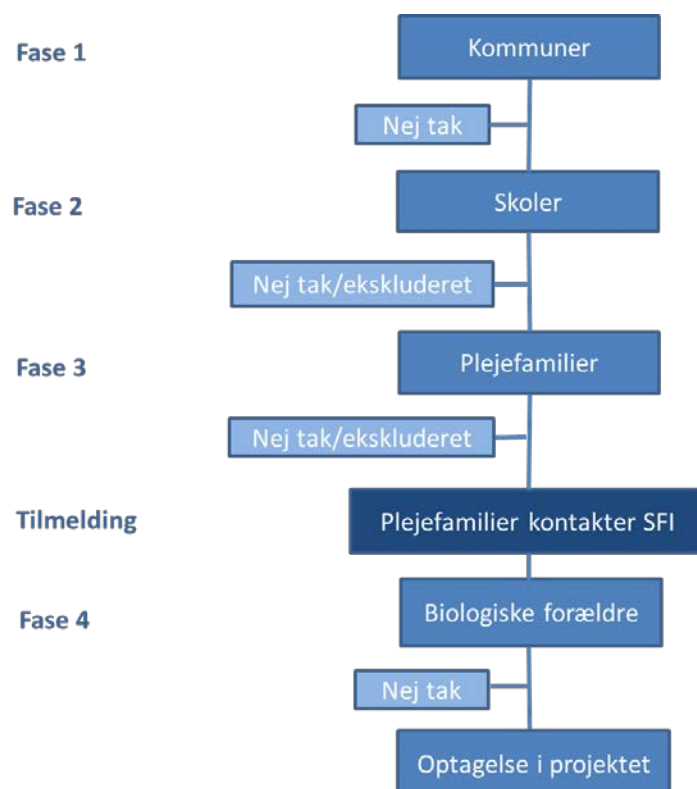 Fase 1
Kommuner
Nej tak
Fase 2
Skoler
Nej tak/ekskluderet
Fase 3
Plejefamilier
Nej tak/ekskluderet
Tilmelding
Plejefamilier kontakter SFI
Fase 4
Biologiske forældre
Nej tak
Optagelse i projektet